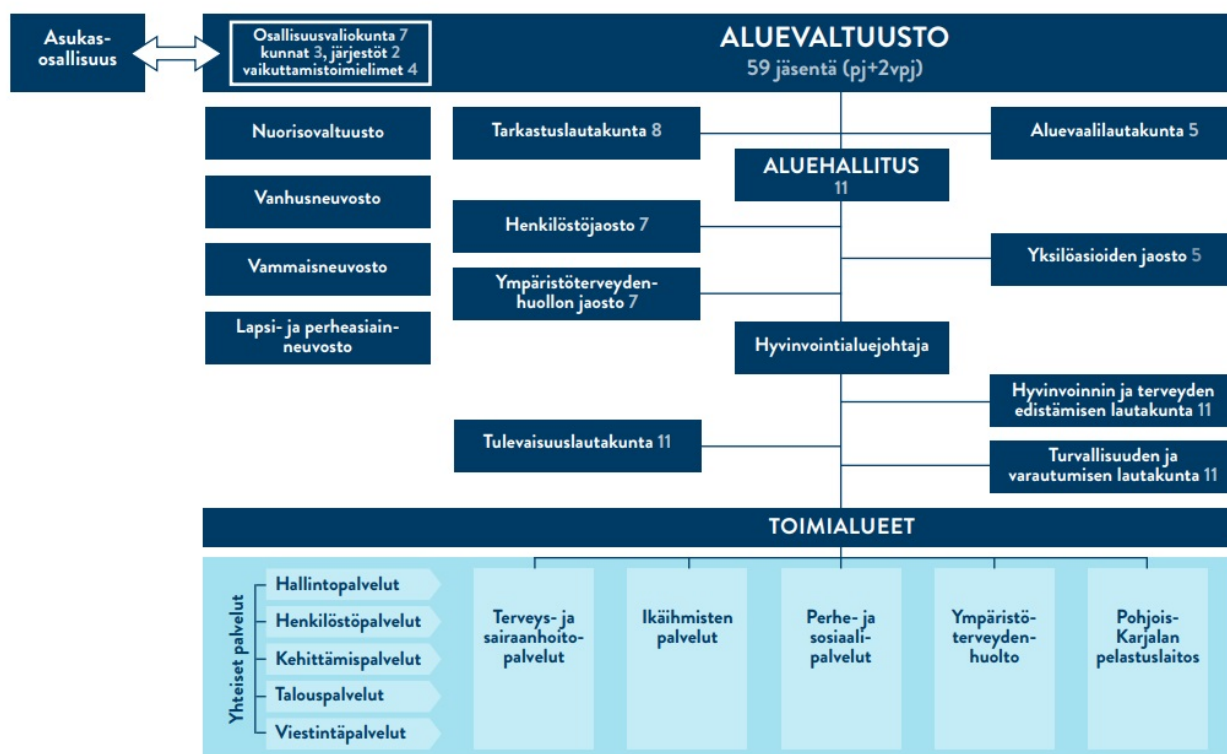 Asukas-
osallisuus
Osallisuusvaliokunta 7
kunnat 3, järjestöt 2
vaikuttamistoimielimet 4
ALUEVALTUUSTO
59 jäsentä (pj+2vpj)
Nuorisovaltuusto
Vanhusneuvosto
Vammaisneuvosto
Lapsi- ja perheasiain-
neuvosto
Tarkastuslautakunta 8
Aluevaalilautakunta 5
ALUEHALLITUS
11
Henkilöstöjaosto 7
Yksilöasioiden jaosto 5
Ympäristöterveyden-
huollon jaosto 7
Hyvinvointialuejohtaja
Hyvinvoinnin ja terveyden
edistämisen lautakunta 11
Tulevaisuuslautakunta 11
Turvallisuuden ja
varautumisen lautakunta 11
TOIMIALUEET
Yhteiset palvelut
Hallintopalvelut
Henkilöstöpalvelut
Kehittämispalvelut
Talouspalvelut
Viestintäpalvelut
Terveys- ja
sairaanhoito-
palvelut
Ikäihmisten
palvelut
Perhe- ja
sosiaali-
palvelut
Ympäristö-
terveyden-
huolto
Pohjois-
Karjalan
pelastuslaitos